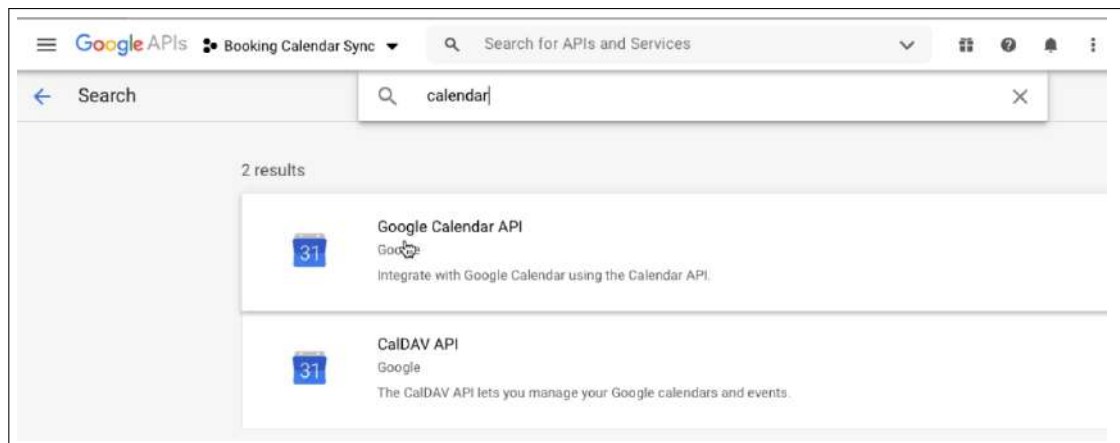 Google APIs Booking Calendar Sync Search for APIs and Services
Search calendar
2 results
31
Google Calendar API
Google
Integrate with Google Calendar using the Calendar API.
31
CalDAV API
Google
The CalDAV API lets you manage your Google calendars and events.